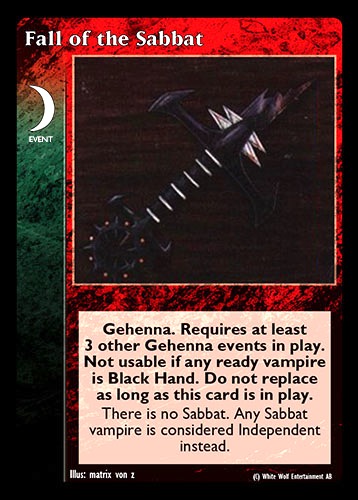 Fall of the Sabbat
EVENT
Gehenna. Requires at least
3 other Gehenna events in play.
Not usable if any ready vampire
is Black Hand. Do not replace
as long as this card is in play.
There is no Sabbat. Any Sabbat
vampire is considered Independent
instead.
Illus: matrix von z
(C) White Wolf Entertainment AB